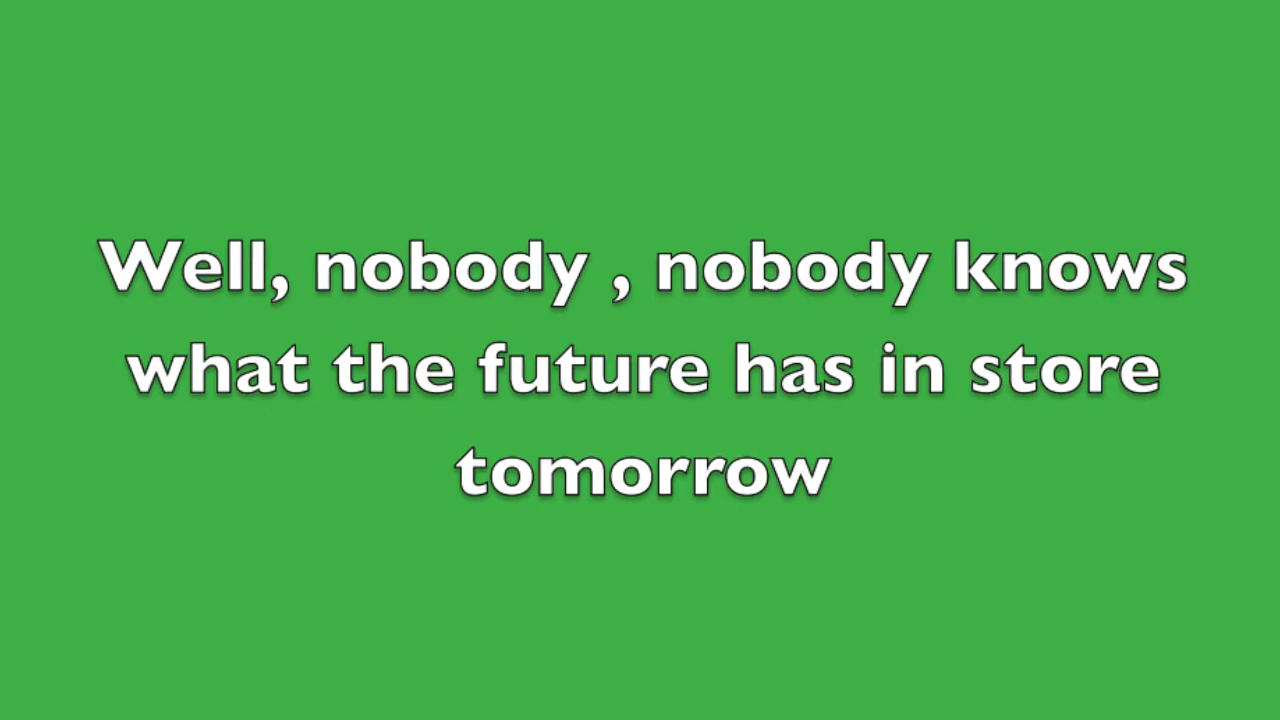 Well, nobody , nobody knows
what the future has in store
tomorrow